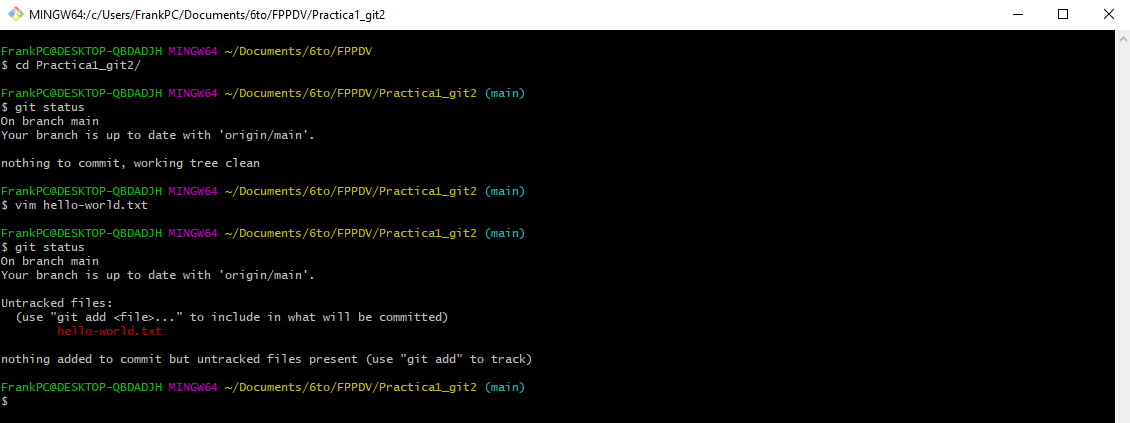 MINGW64:/c/Users/FrankPC/Documents/6to/FPPDV/Practica1_git2
FrankPC@DESKTOP-QBDADJH MINGW64 ~/Documents/6to/FPPDV
$ cd Practica1_git2/
FrankPC@DESKTOP-QBDADJH MINGW64 ~/Documents/6to/FPPDV/Practica1_git2 (main)
$ git status
On branch main
Your branch is up to date with 'origin/main'.
nothing to commit, working tree clean
FrankPC@DESKTOP-QBDADJH MINGW64 ~/Documents/6to/FPPDV/Practica1_git2 (main)
$ vim hello-world.txt
FrankPC@DESKTOP-QBDADJH MINGW64 ~/Documents/6to/FPPDV/Practica1_git2 (main)
$ git status
On branch main
Your branch is up to date with 'origin/main'.
Untracked files:
  (use "git add <file>..." to include in what will be committed)
        hello-world.txt
nothing added to commit but untracked files present (use "git add" to track)
FrankPC@DESKTOP-QBDADJH MINGW64 ~/Documents/6to/FPPDV/Practica1_git2 (main)
$